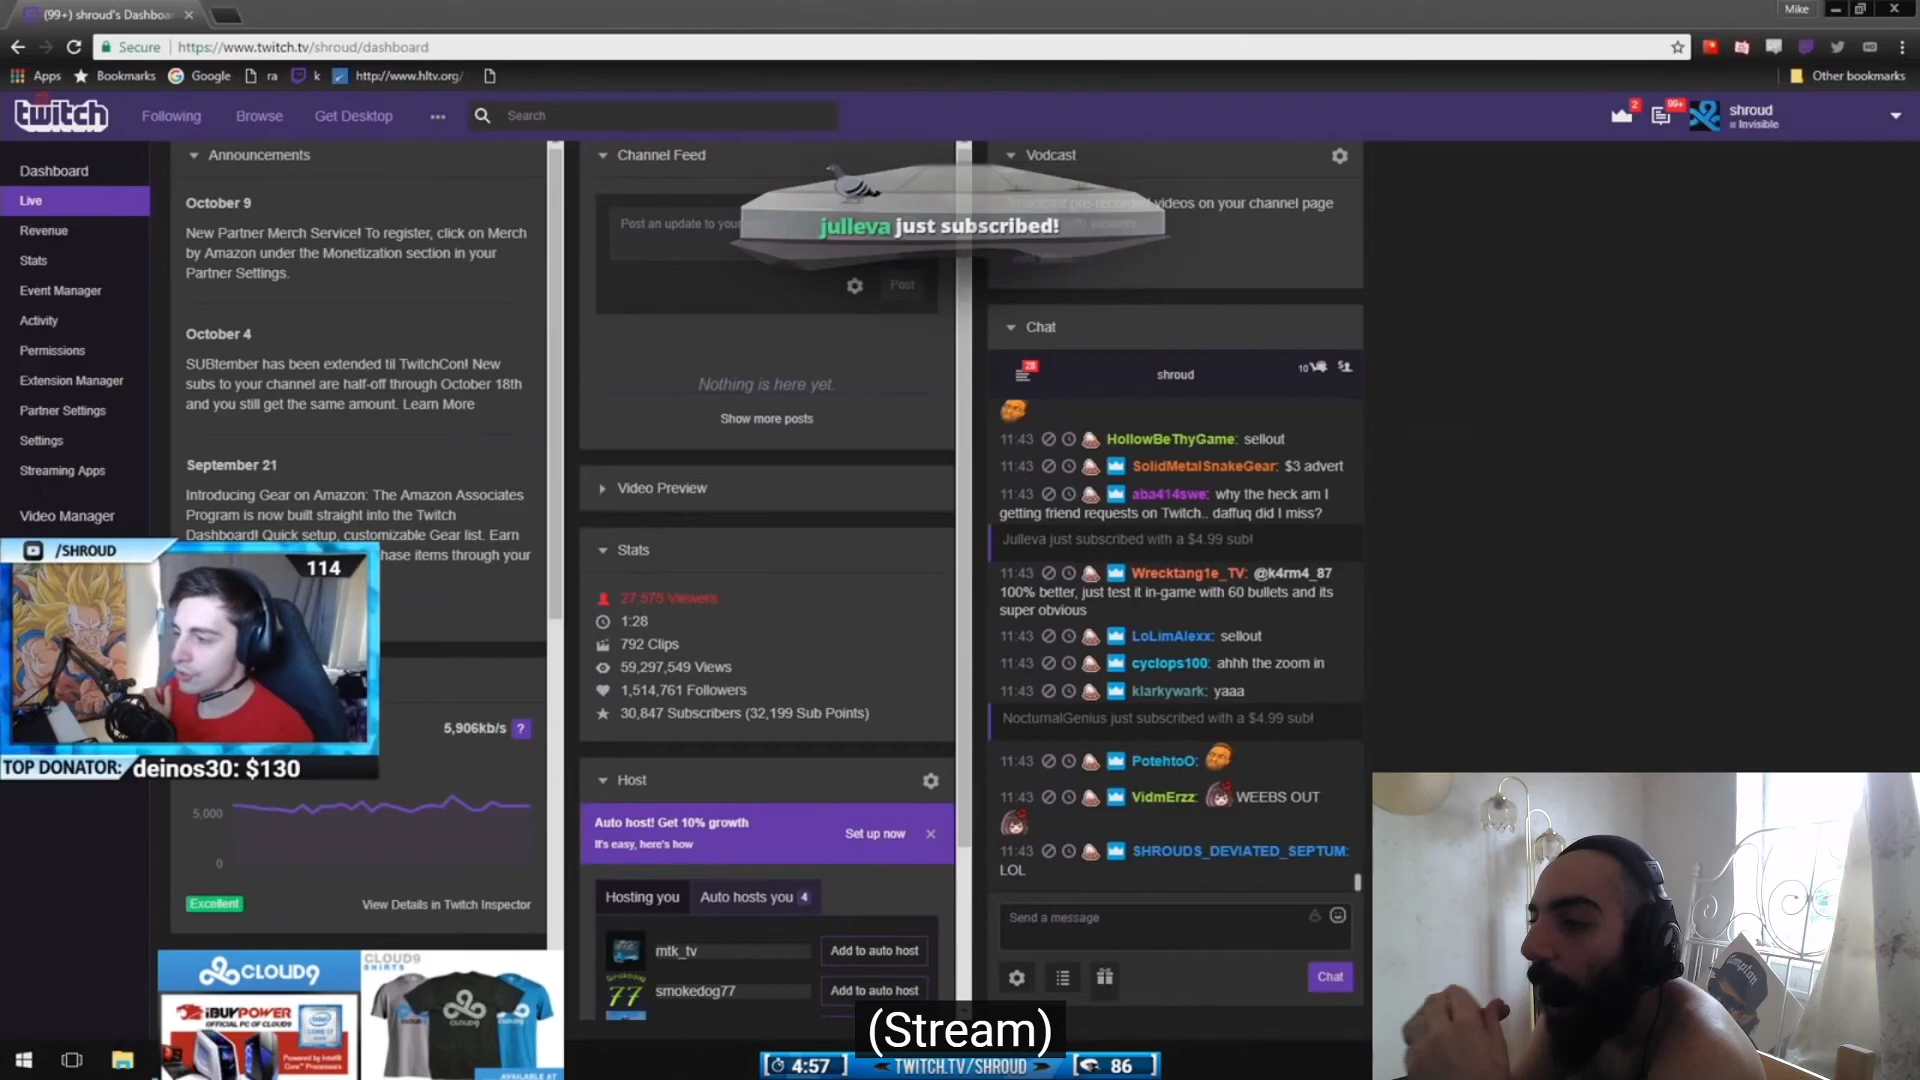 (99+) shroud's Dashboa
Mike
Secure
https://www.twitch.tv/shroud/dashboard
Apps
Bookmarks
Google
ra
k
http://www.hltv.org/
Other bookmarks
twitch
Following
Browse
Get Desktop
Search
2
99+
shroud
Invisible
Dashboard
Live
Revenue
Stats
Event Manager
Activity
Permissions
Extension Manager
Partner Settings
Settings
Streaming Apps
Video Manager
Announcements
October 9
New Partner Merch Service! To register, click on Merch
by Amazon under the Monetization section in your
Partner Settings.
October 4
SUBtember has been extended til TwitchCon! New
subs to your channel are half-off through October 18th
and you still get the same amount. Learn More
September 21
Introducing Gear on Amazon: The Amazon Associates
Program is now built straight into the Twitch
Dashboard! Quick setup, customizable Gear list. Earn
hase items through your
/SHROUD
114
TOP DONATOR: deinos30: $130
5,906kb/s
?
5,000
0
Excellent
View Details in Twitch Inspector
CLOUD9
iBUYPOWER
OFFICIAL PC OF CLOUD9
CLOUD9
SHIRTS
AVAILABLE AT
Channel Feed
Post an update to your
Post
Nothing is here yet.
Show more posts
julleva just subscribed!
Video Preview
Stats
27,575 Viewers
1:28
792 Clips
59,297,549 Views
1,514,761 Followers
30,847 Subscribers (32,199 Sub Points)
Host
Auto host! Get 10% growth
It's easy, here's how
Set up now
Hosting you
Auto hosts you 4
mtk_tv
Add to auto host
smokedog77
Add to auto host
77
Vodcast
videos on your channel page
Chat
28
shroud
10
11:43 HollowBeThyGame: sellout
11:43 SolidMetalSnakeGear: $3 advert
11:43 aba414swe: why the heck am I
getting friend requests on Twitch.. daffuq did I miss?
Julleva just subscribed with a $4.99 sub!
11:43 Wrecktang1e_TV: @k4rm4_87
100% better, just test it in-game with 60 bullets and its
super obvious
11:43 LoLimAlexx: sellout
11:43 cyclops100: ahhh the zoom in
11:43 klarkywark: yaaa
NocturnalGenius just subscribed with a $4.99 sub!
11:43 PotehtoO:
11:43 VidmErzz: WEEBS OUT
11:43 SHROUDS_DEVIATED_SEPTUM:
LOL
Send a message
Chat
(Stream)
4:57
TWITCH.TV/SHROUD
86